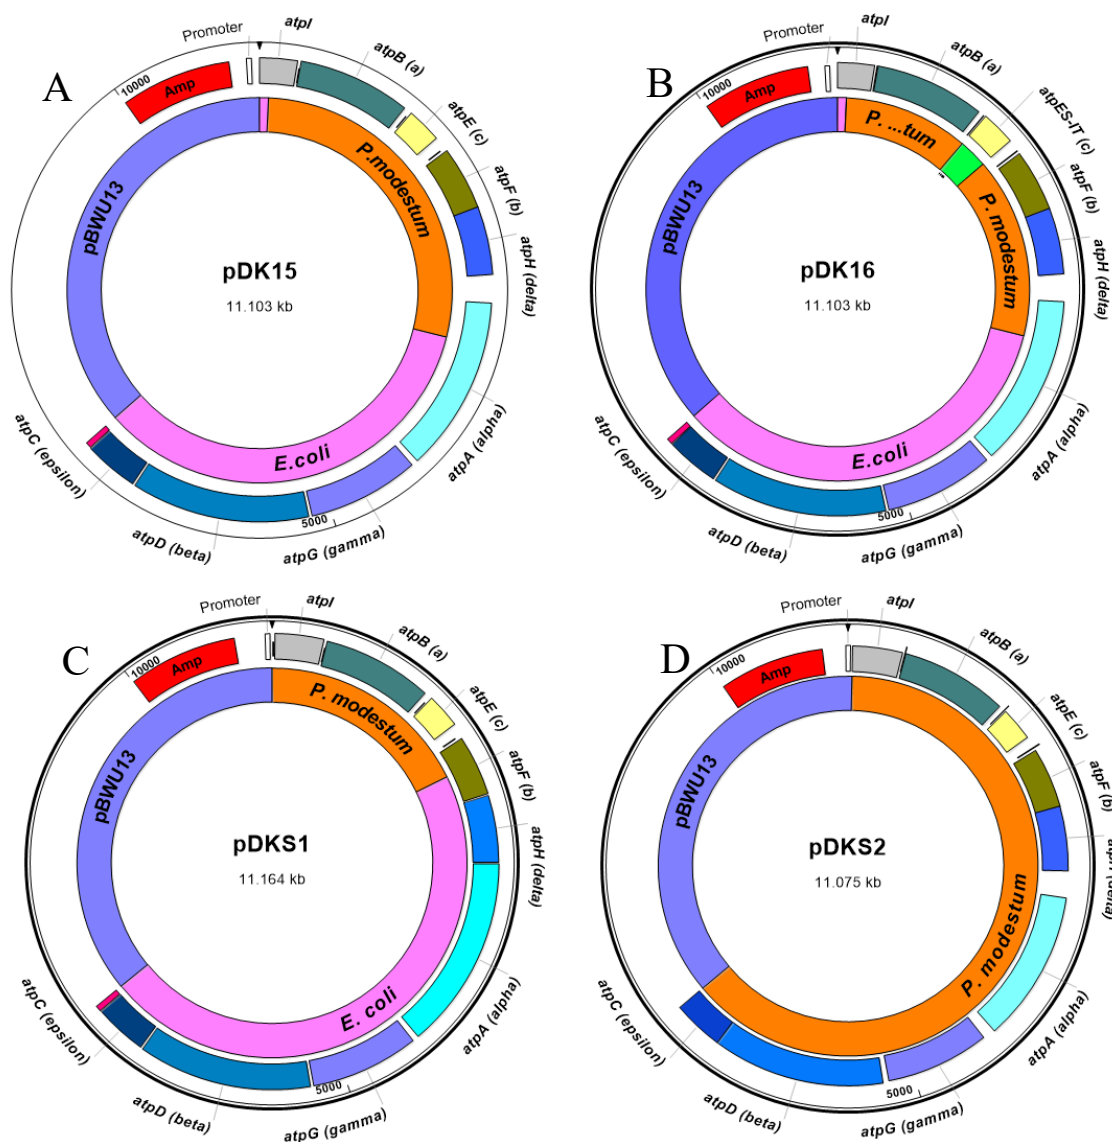 A
Promoter
atpI
atpB (a)
atpE (c)
atpF (b)
atpH (delta)
atpA (alpha)
atpG (gamma)
atpD (beta)
atpC (epsilon)
10000
5000
Amp
pBWU13
P.modestum
E.coli
pDK15
11.103 kb
B
Promoter
atpI
atpB (a)
atpES-IT (c)
atpF (b)
atpH (delta)
atpA (alpha)
atpG (gamma)
atpD (beta)
atpC (epsilon)
10000
5000
Amp
pBWU13
P. ...tum
P. modestum
E.coli
pDK16
11.103 kb
C
Promoter
atpI
atpB (a)
atpE (c)
atpF (b)
atpH (delta)
atpA (alpha)
atpG (gamma)
atpD (beta)
atpC (epsilon)
10000
5000
Amp
pBWU13
P. modestum
E. coli
pDKS1
11.164 kb
D
Promoter
atpI
atpB (a)
atpE (c)
atpF (b)
(delta)
atpA (alpha)
atpG (gamma)
atpD (beta)
atpC (epsilon)
10000
5000
Amp
pBWU13
P. modestum
pDKS2
11.075 kb